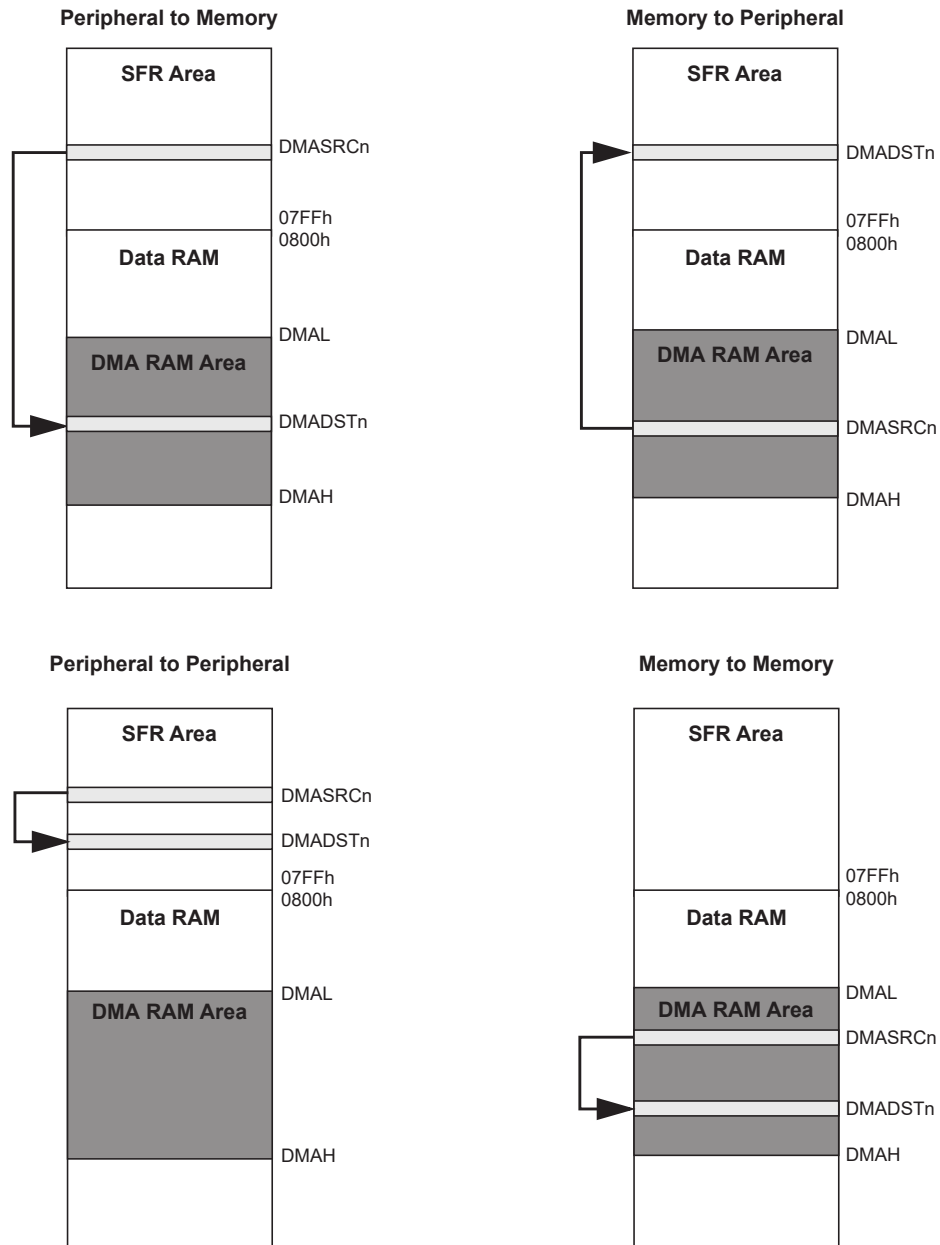 Peripheral to Memory
SFR Area
DMASRCn
07FFh
0800h
Data RAM
DMAL
DMA RAM Area
DMADSTn
DMAH
Memory to Peripheral
SFR Area
DMADSTn
07FFh
0800h
Data RAM
DMAL
DMA RAM Area
DMASRCn
DMAH
Peripheral to Peripheral
SFR Area
DMASRCn
DMADSTn
07FFh
0800h
Data RAM
DMAL
DMA RAM Area
DMAH
Memory to Memory
SFR Area
07FFh
0800h
Data RAM
DMAL
DMA RAM Area
DMASRCn
DMADSTn
DMAH